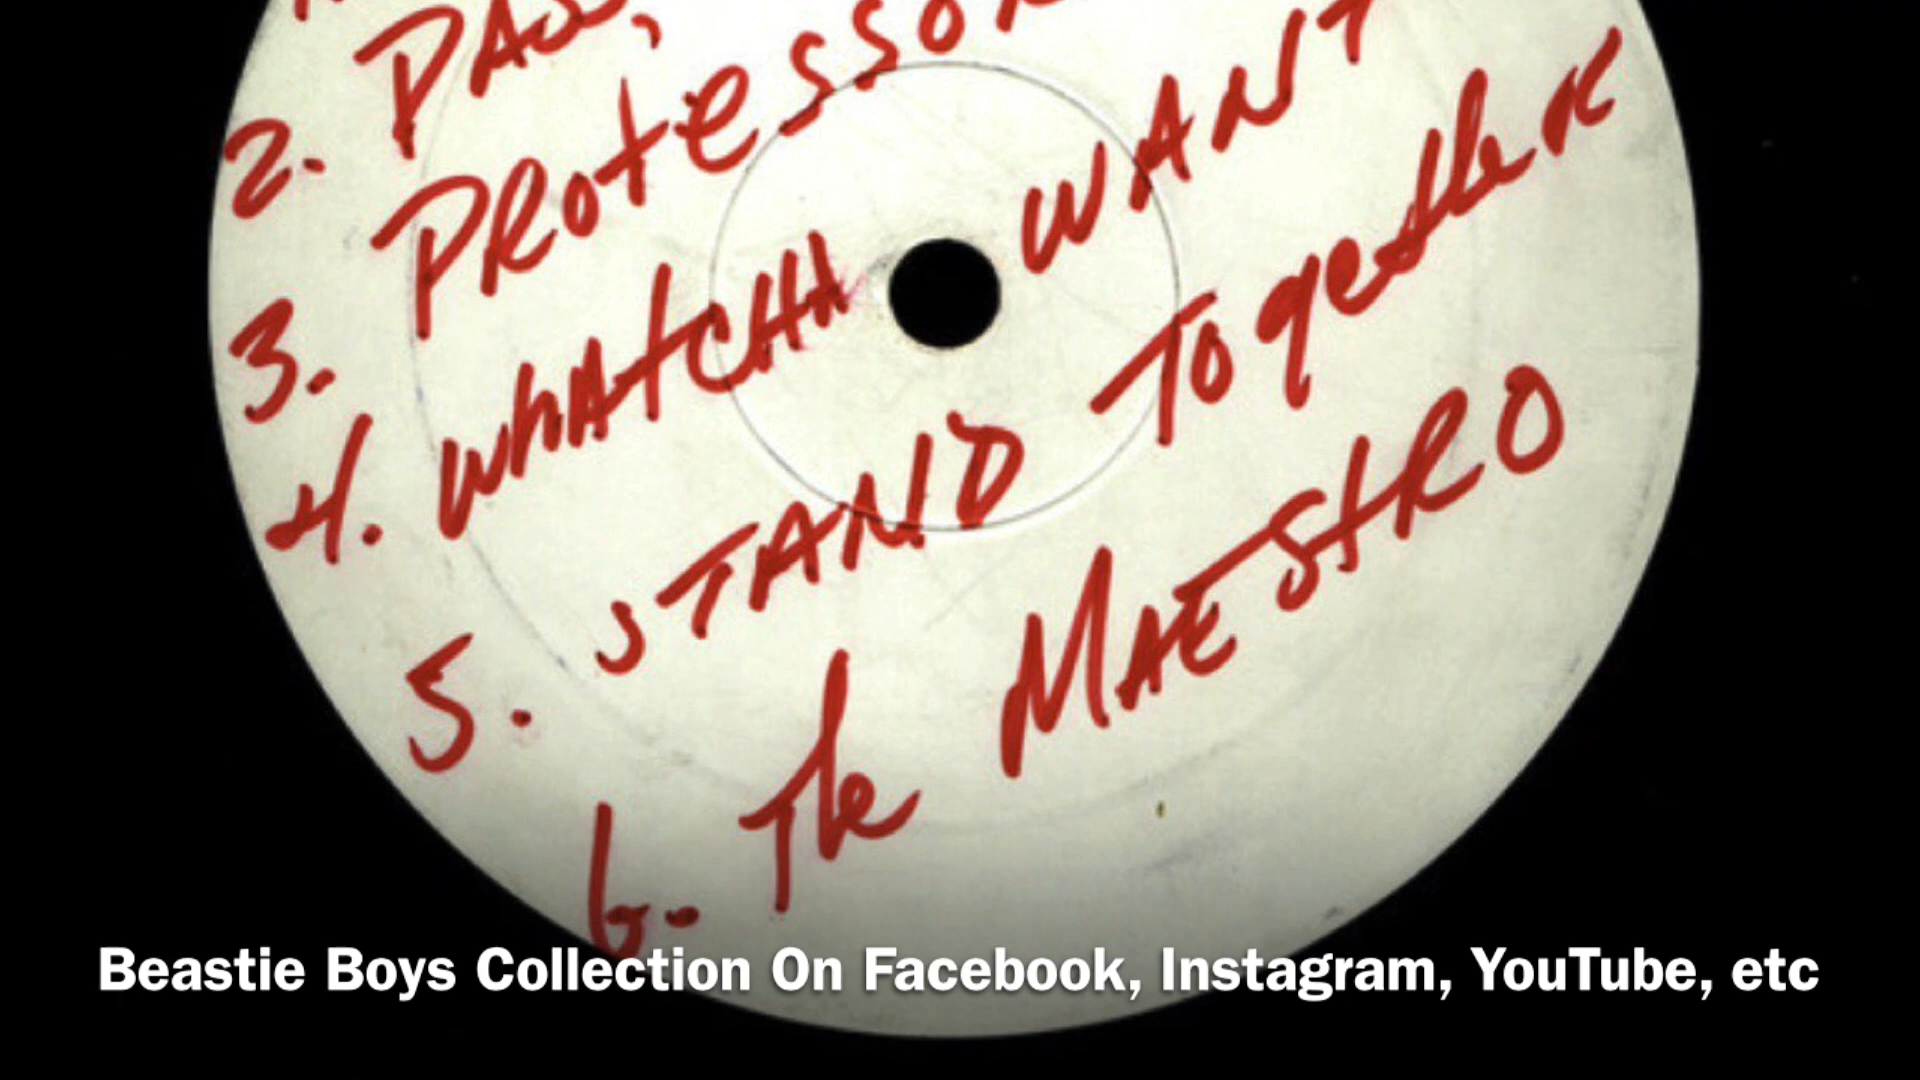 2. PASS
3. PROfESSOR
4. WhATCHA WANT
5. STAND TogetheR
6. The MAESTRO
Beastie Boys Collection On Facebook, Instagram, YouTube, etc